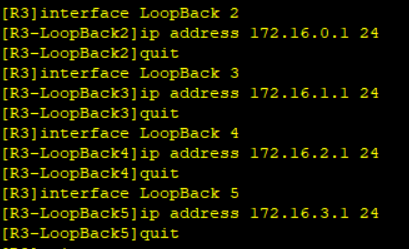 [R3]interface LoopBack 2
[R3-LoopBack2]ip address 172.16.0.1 24
[R3-LoopBack2]quit
[R3]interface LoopBack 3
[R3-LoopBack3]ip address 172.16.1.1 24
[R3-LoopBack3]quit
[R3]interface LoopBack 4
[R3-LoopBack4]ip address 172.16.2.1 24
[R3-LoopBack4]quit
[R3]interface LoopBack 5
[R3-LoopBack5]ip address 172.16.3.1 24
[R3-LoopBack5]quit